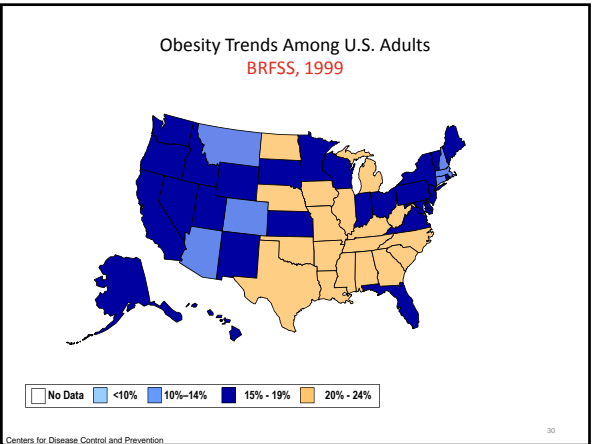 Obesity Trends Among U.S. Adults
BRFSS, 1999
No Data <10% 10%–14% 15% - 19% 20% - 24%
30
Centers for Disease Control and Prevention